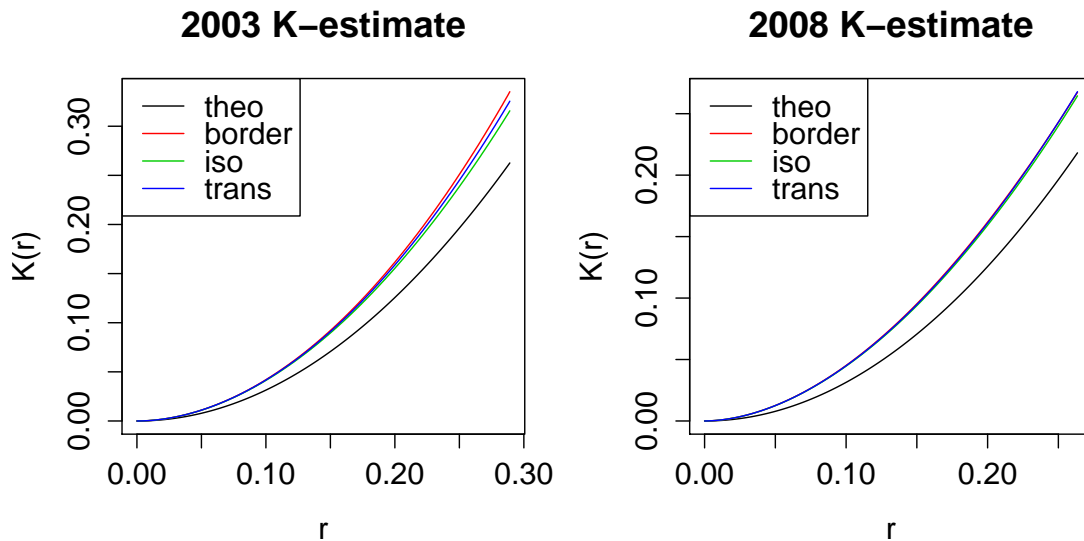 2003 K−estimate
theo
border
iso
trans
K(r)
0.00
0.10
0.20
0.30
0.00
0.10
0.20
0.30
r
2008 K−estimate
theo
border
iso
trans
K(r)
0.00
0.10
0.20
0.00
0.10
0.20
r